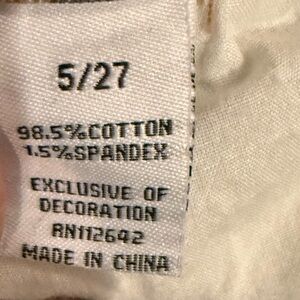 5/27
98.5%COTTON
1.5%SPANDEX
EXCLUSIVE OF
DECORATION
RN112642
MADE IN CHINA